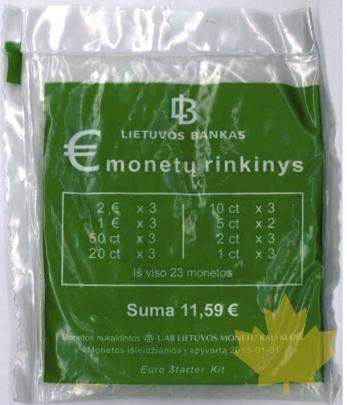 LB
LIETUVOS BANKAS
€ monetų rinkinys
2 € x 3 10 ct x 3
1 € x 3 5 ct x 2
50 ct x 3 2 ct x 3
20 ct x 3 1 ct x 3
Iš viso 23 monetos
Suma 11,59 €
Monetos nukaldintos UAB LIETUVOS MONETŲ KALYKLOJE
Monetos išleidžiamos į apyvartą 2015-01-01
Euro Starter Kit